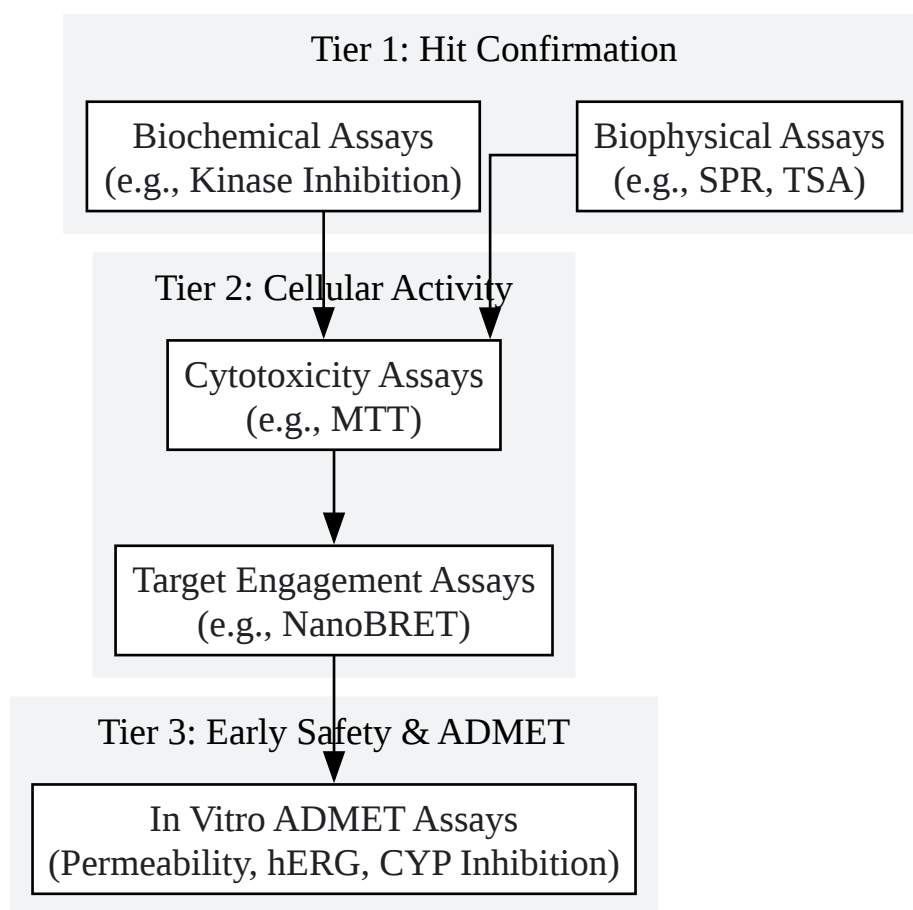 Tier 1: Hit Confirmation
Biochemical Assays
(e.g., Kinase Inhibition)
Biophysical Assays
(e.g., SPR, TSA)
Tier 2: Cellular Activity
Cytotoxicity Assays
(e.g., MTT)
Target Engagement Assays
(e.g., NanoBRET)
Tier 3: Early Safety & ADMET
In Vitro ADMET Assays
(Permeability, hERG, CYP Inhibition)